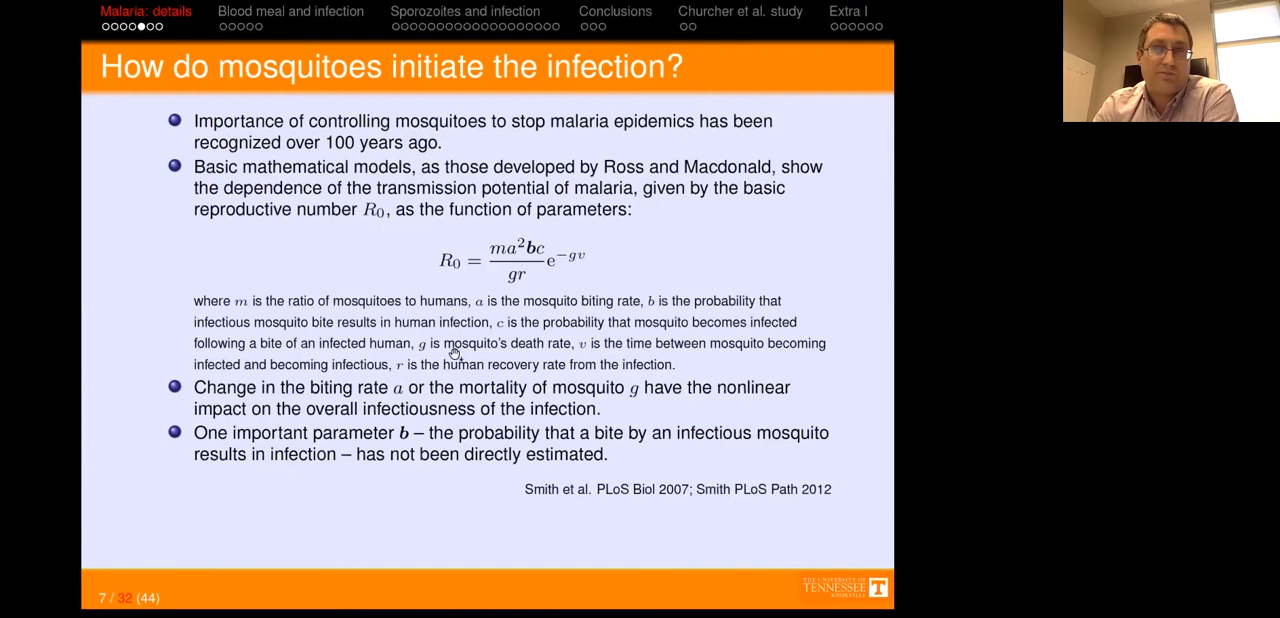 Malaria: details Blood meal and infection Sporozoites and infection Conclusions Churcher et al. study Extra I
How do mosquitoes initiate the infection?
Importance of controlling mosquitoes to stop malaria epidemics has been
recognized over 100 years ago.
Basic mathematical models, as those developed by Ross and Macdonald, show
the dependence of the transmission potential of malaria, given by the basic
reproductive number R₀, as the function of parameters:
R₀ = ma²bc/gr e^−gv
where m is the ratio of mosquitoes to humans, a is the mosquito biting rate, b is the probability that
infectious mosquito bite results in human infection, c is the probability that mosquito becomes infected
following a bite of an infected human, g is mosquito's death rate, v is the time between mosquito becoming
infected and becoming infectious, r is the human recovery rate from the infection.
Change in the biting rate a or the mortality of mosquito g have the nonlinear
impact on the overall infectiousness of the infection.
One important parameter b – the probability that a bite by an infectious mosquito
results in infection – has not been directly estimated.
Smith et al. PLoS Biol 2007; Smith PLoS Path 2012
THE UNIVERSITY OF
TENNESSEE T
KNOXVILLE
7 / 32 (44)